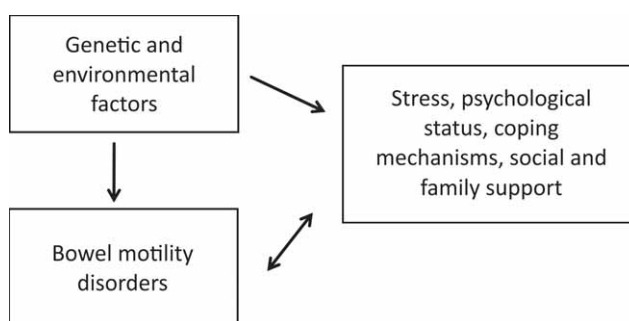 Genetic and
environmental
factors
Stress, psychological
status, coping
mechanisms, social and
family support
Bowel motility
disorders